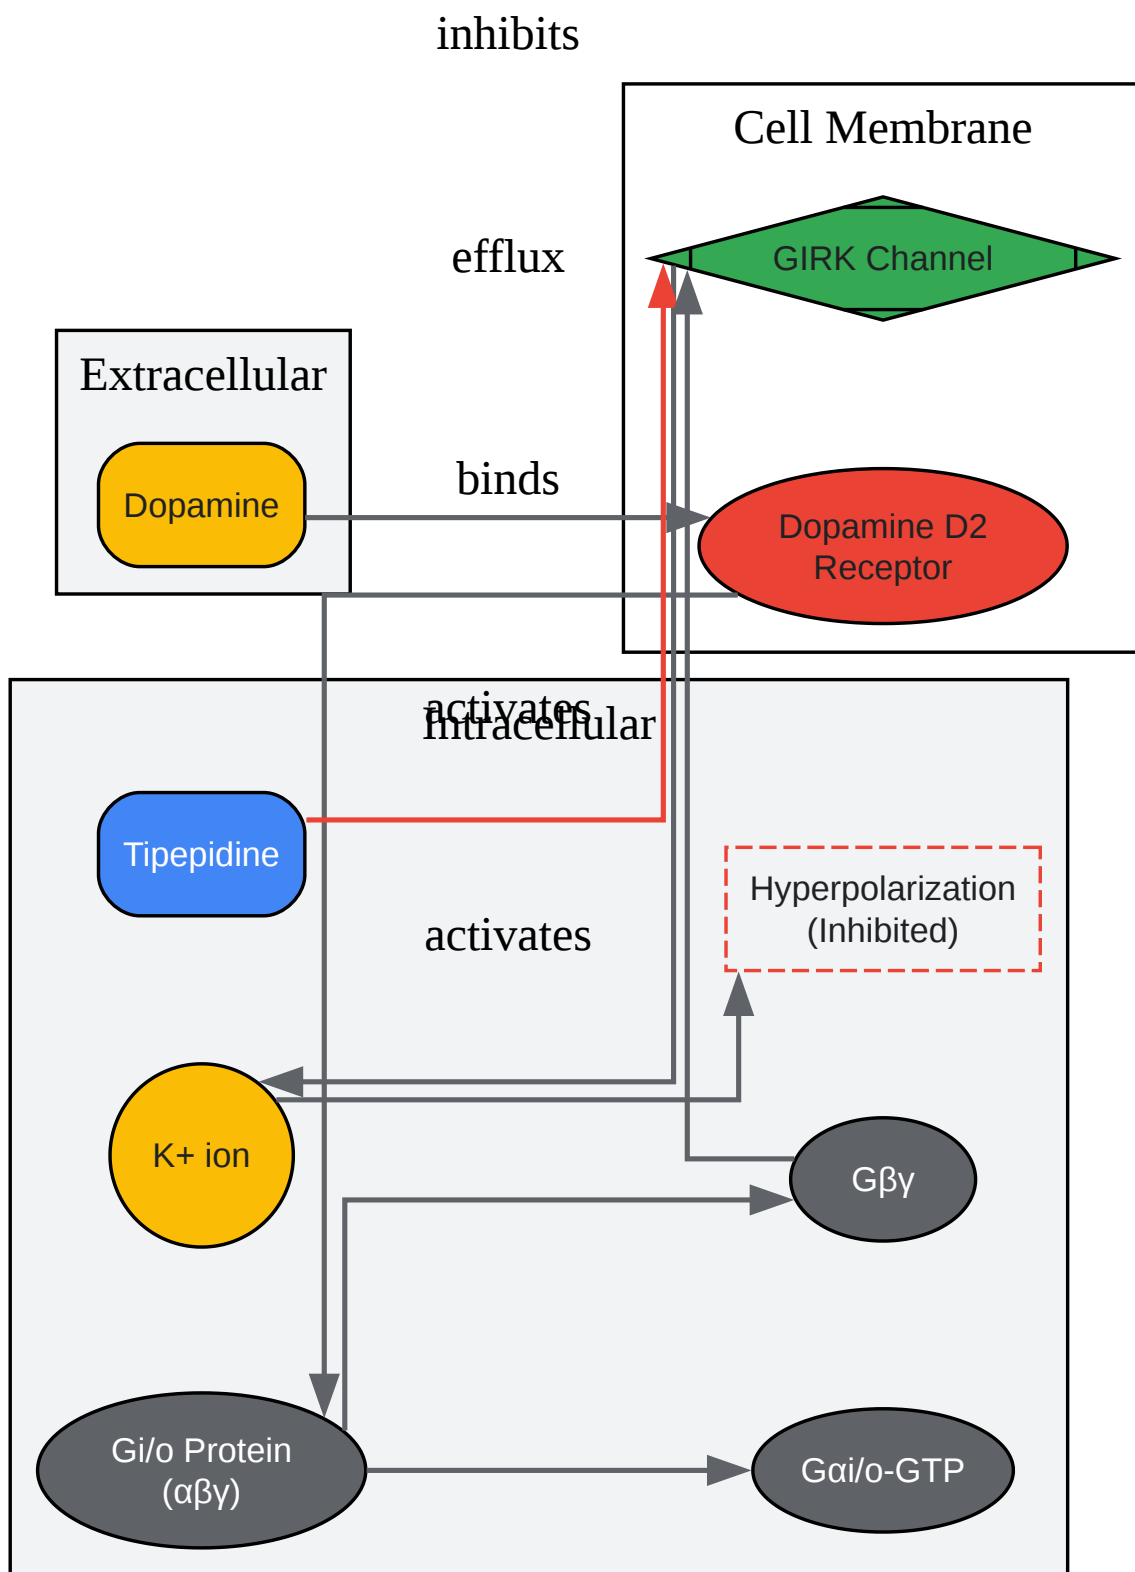 inhibits
Cell Membrane
efflux
GIRK Channel
Extracellular
binds
Dopamine
Dopamine D2
Receptor
activates
Intracellular
Tipepidine
Hyperpolarization
(Inhibited)
activates
K+ ion
Gβγ
Gi/o Protein
(αβγ)
Gαi/o-GTP